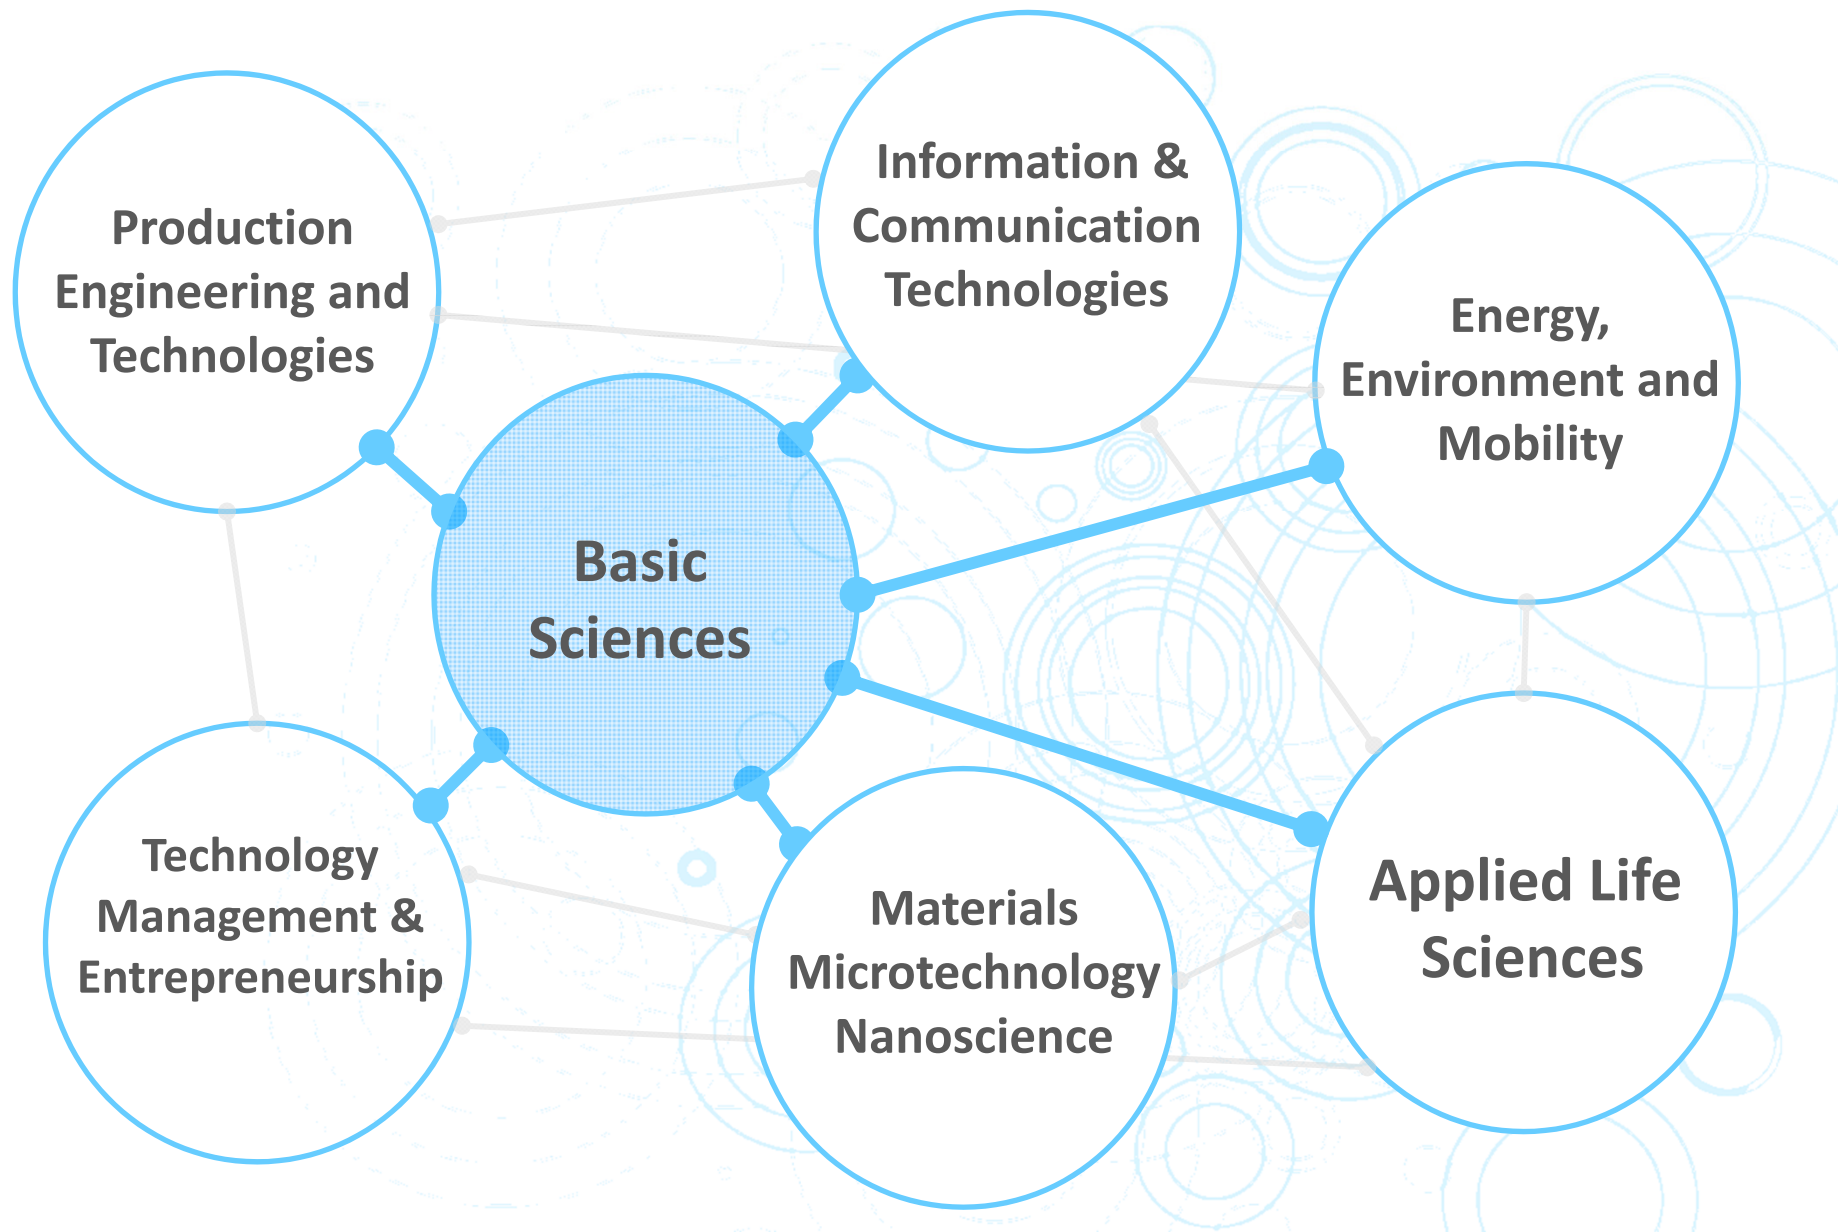 Production
Engineering and
Technologies
Information &
Communication
Technologies
Energy,
Environment and
Mobility
Basic
Sciences
Technology
Management &
Entrepreneurship
Materials
Microtechnology
Nanoscience
Applied Life
Sciences